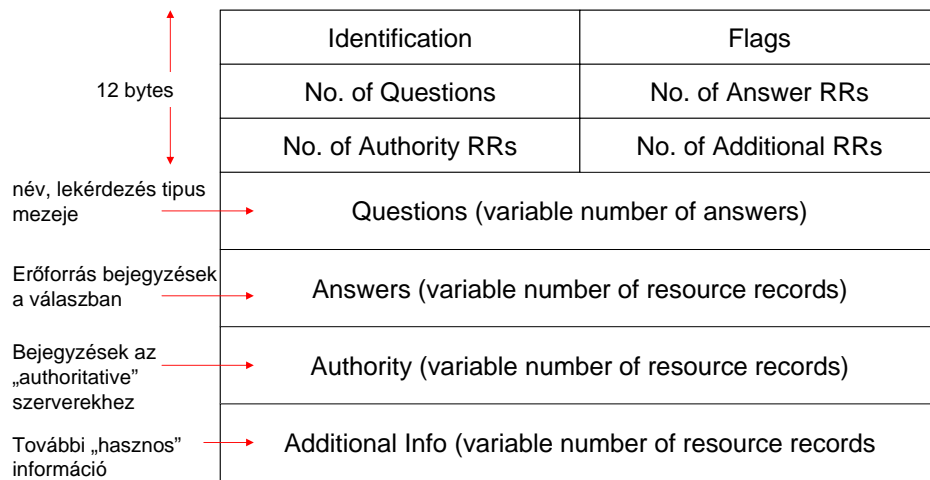 Identification
Flags
12 bytes
No. of Questions
No. of Answer RRs
No. of Authority RRs
No. of Additional RRs
név, lekérdezés tipus
mezeje
Questions (variable number of answers)
Erőforrás bejegyzések
a válaszban
Answers (variable number of resource records)
Bejegyzések az
„authoritative”
szerverekhez
Authority (variable number of resource records)
További „hasznos”
információ
Additional Info (variable number of resource records